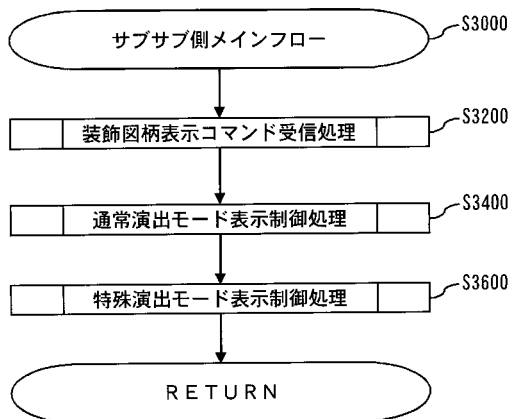 サブサブ側メインフロー
S3000
装飾図柄表示コマンド受信処理
S3200
通常演出モード表示制御処理
S3400
特殊演出モード表示制御処理
S3600
RETURN